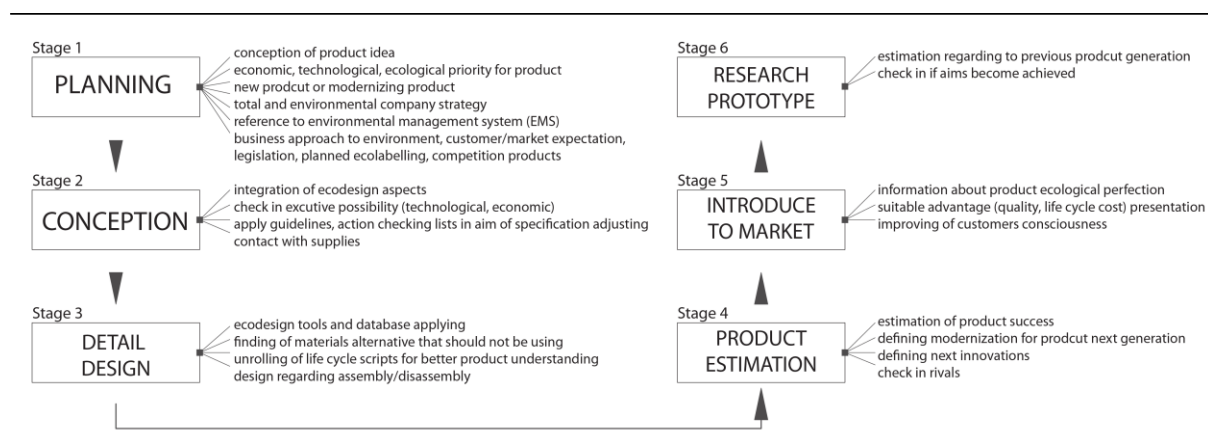 Stage 1
PLANNING
conception of product idea
economic, technological, ecological priority for product
new prodcut or modernizing product
total and environmental company strategy
reference to environmental management system (EMS)
business approach to environment, customer/market expectation,
legislation, planned ecolabelling, competition products
Stage 2
CONCEPTION
integration of ecodesign aspects
check in excutive possibility (technological, economic)
apply guidelines, action checking lists in aim of specification adjusting
contact with supplies
Stage 3
DETAIL
DESIGN
ecodesign tools and database applying
finding of materials alternative that should not be using
unrolling of life cycle scripts for better product understanding
design regarding assembly/disassembly
Stage 4
PRODUCT
ESTIMATION
estimation of product success
defining modernization for prodcut next generation
defining next innovations
check in rivals
Stage 5
INTRODUCE
TO MARKET
information about product ecological perfection
suitable advantage (quality, life cycle cost) presentation
improving of customers consciousness
Stage 6
RESEARCH
PROTOTYPE
estimation regarding to previous prodcut generation
check in if aims become achieved